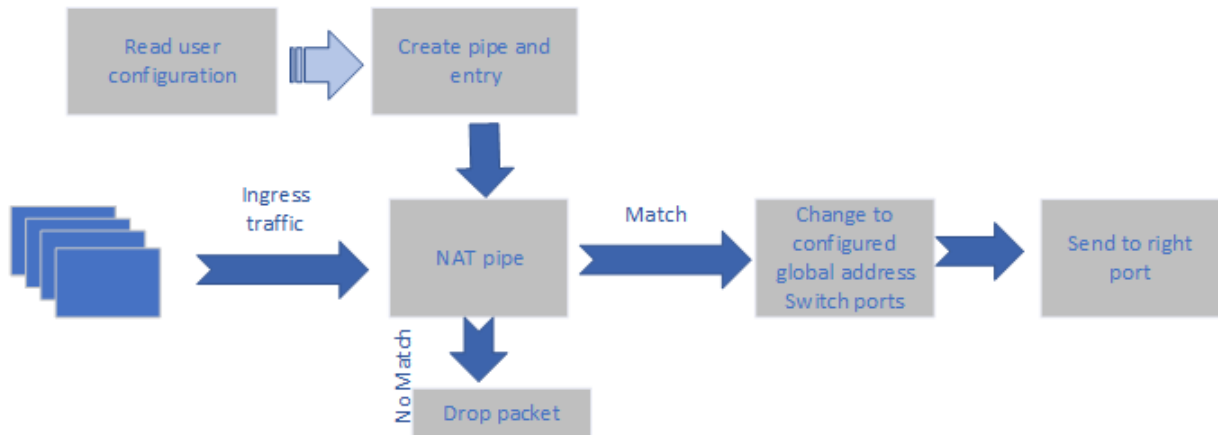 Read user
configuration
Create pipe and
entry
Ingress
traffic
NAT pipe
Match
Change to
configured
global address
Switch ports
Send to right
port
No Match
Drop packet